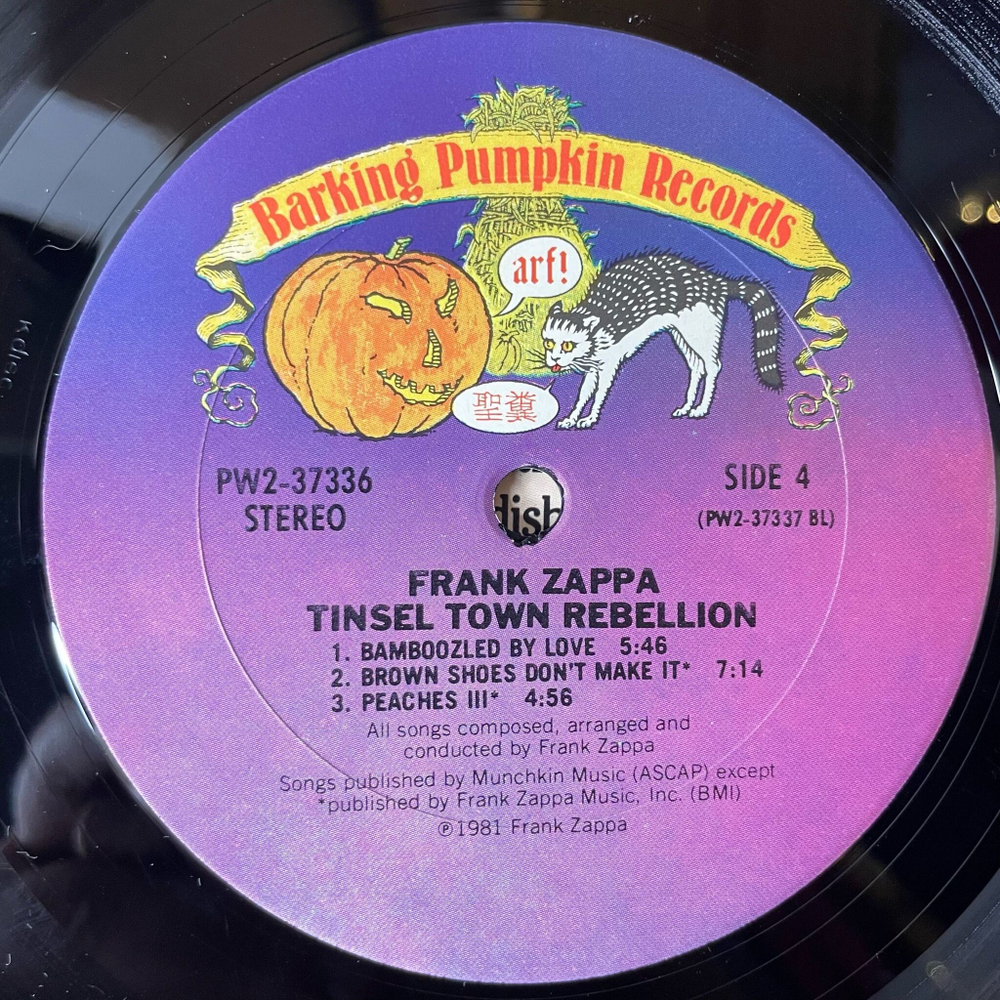 Barking Pumpkin Records
arf!
聖糞
PW2-37336
STEREO
SIDE 4
(PW2-37337 BL)
dish
FRANK ZAPPA
TINSEL TOWN REBELLION
1. BAMBOOZLED BY LOVE 5:46
2. BROWN SHOES DON'T MAKE IT* 7:14
3. PEACHES III* 4:56
All songs composed, arranged and
conducted by Frank Zappa
Songs published by Munchkin Music (ASCAP) except
*published by Frank Zappa Music, Inc. (BMI)
℗1981 Frank Zappa